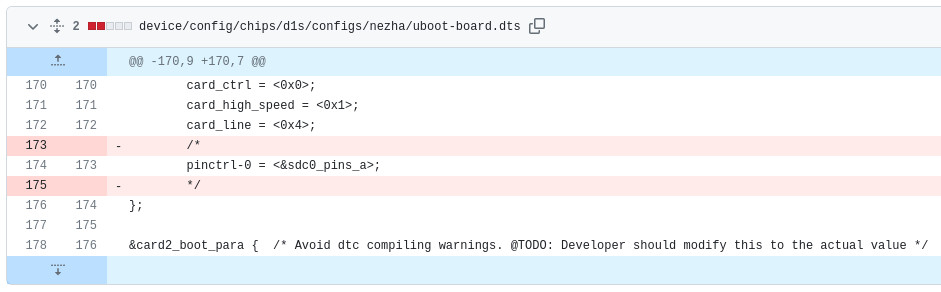 2 device/config/chips/d1s/configs/nezha/uboot-board.dts
@@ -170,9 +170,7 @@
170 170 card_ctrl = <0x0>;
171 171 card_high_speed = <0x1>;
172 172 card_line = <0x4>;
173 - /*
174 173 pinctrl-0 = <&sdc0_pins_a>;
175 - */
176 174 };
177 175
178 176 &card2_boot_para {  /* Avoid dtc compiling warnings. @TODO: Developer should modify this to the actual value */